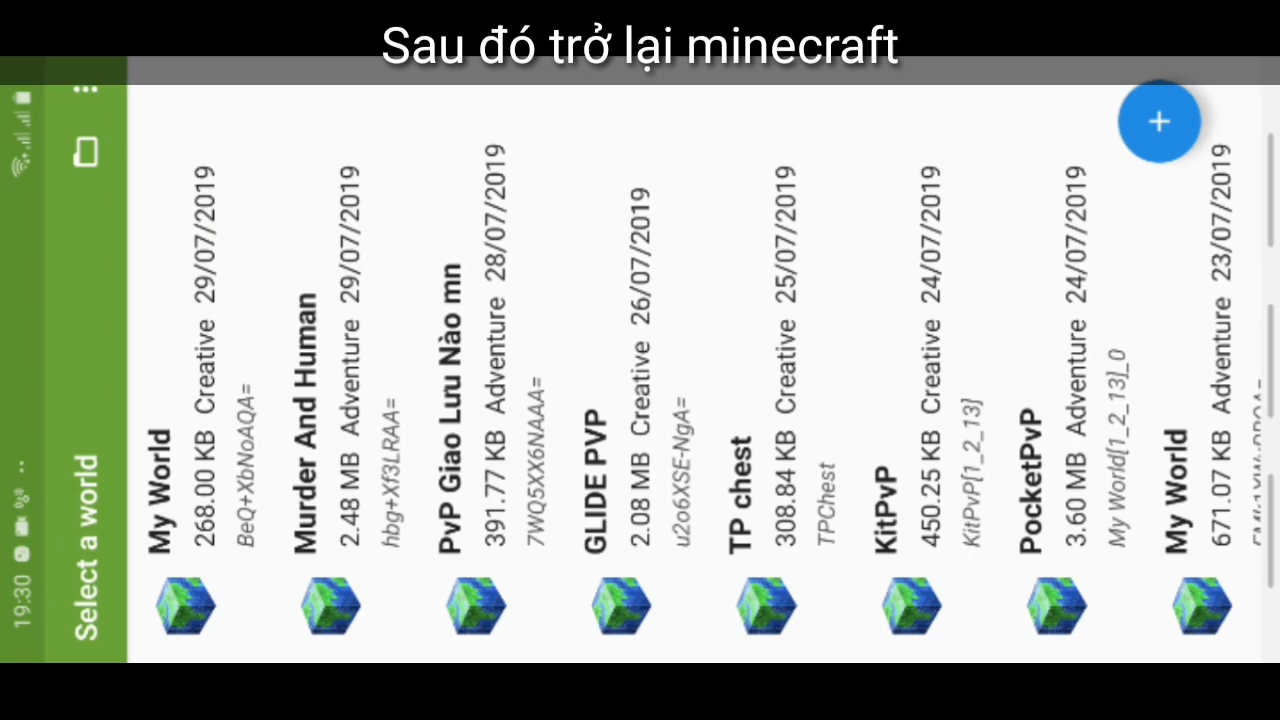 Sau đó trở lại minecraft
19:30
Select a world
My World
268.00 KB Creative 29/07/2019
BeQ+XbNoAQA=
Murder And Human
2.48 MB Adventure 29/07/2019
hbg+Xf3LRAA=
PvP Giao Lưu Nào mn
391.77 KB Adventure 28/07/2019
7WQ5XX6NAAA=
GLIDE PVP
2.08 MB Creative 26/07/2019
u2o6XSE-NgA=
TP chest
308.84 KB Creative 25/07/2019
TPChest
KitPvP
450.25 KB Creative 24/07/2019
KitPvP[1_2_13]
PocketPvP
3.60 MB Adventure 24/07/2019
My World[1_2_13]_0
My World
671.07 KB Adventure 23/07/2019